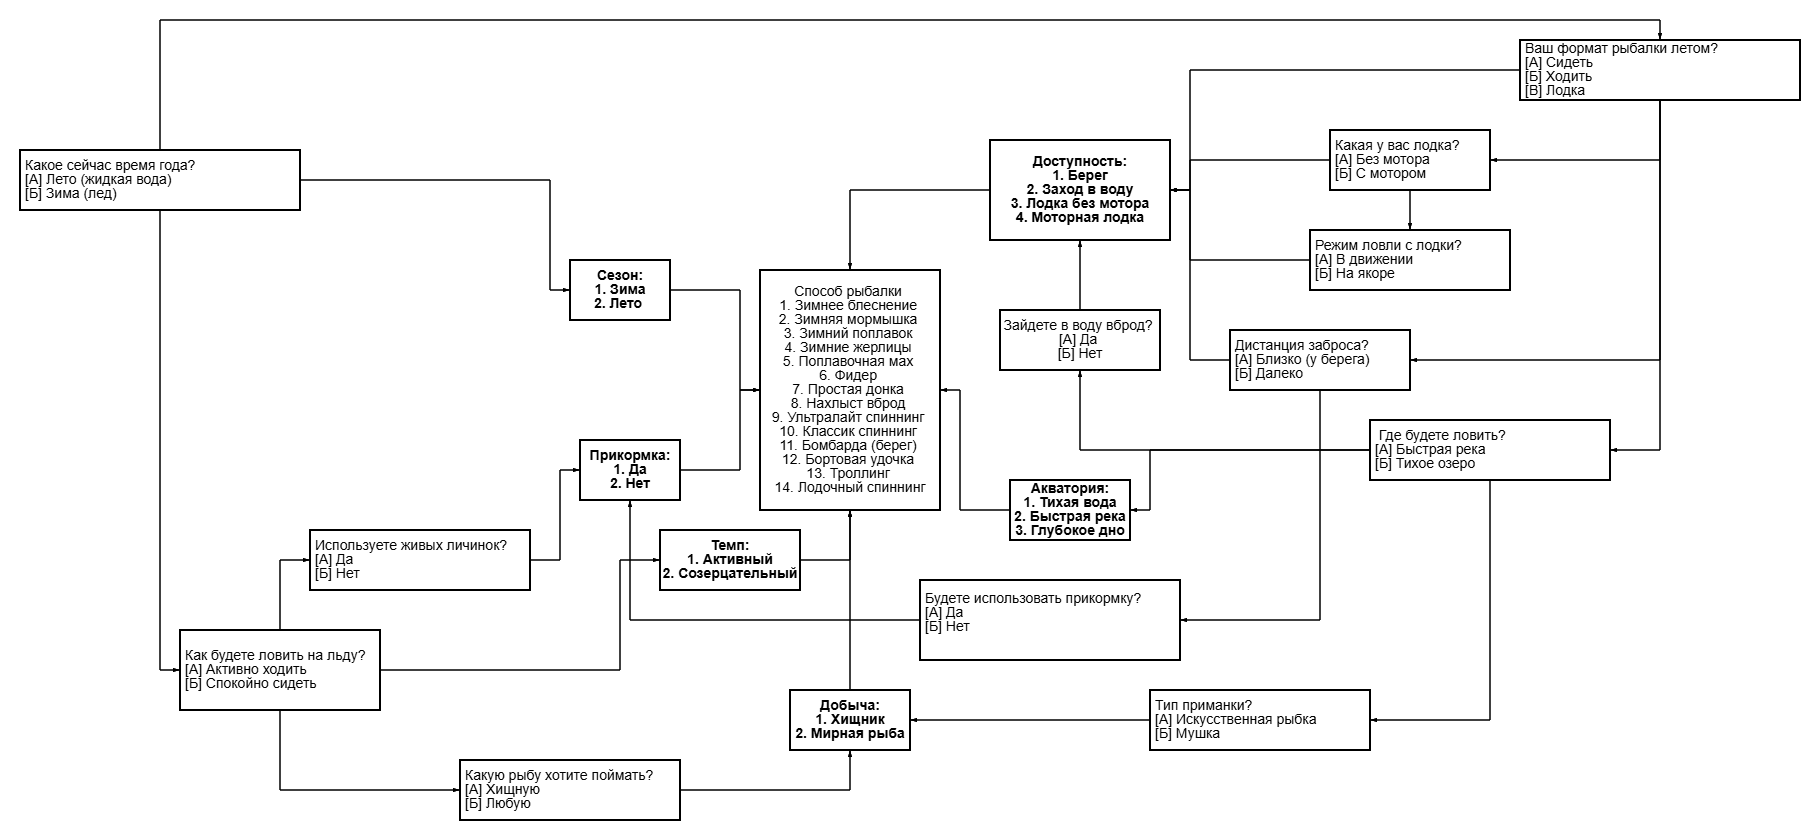 Ваш формат рыбалки летом?
[А] Сидеть
[Б] Ходить
[В] Лодка
Какое сейчас время года?
[А] Лето (жидкая вода)
[Б] Зима (лед)
Доступность:
1. Берег
2. Заход в воду
3. Лодка без мотора
4. Моторная лодка
Какая у вас лодка?
[А] Без мотора
[Б] С мотором
Режим ловли с лодки?
[А] В движении
[Б] На якоре
Сезон:
1. Зима
2. Лето
Способ рыбалки
1. Зимнее блеснение
2. Зимняя мормышка
3. Зимний поплавок
4. Зимние жерлицы
5. Поплавочная мах
6. Фидер
7. Простая донка
8. Нахлыст вброд
9. Ультралайт спиннинг
10. Классик спиннинг
11. Бомбарда (берег)
12. Бортовая удочка
13. Троллинг
14. Лодочный спиннинг
Зайдете в воду вброд?
[А] Да
[Б] Нет
Дистанция заброса?
[А] Близко (у берега)
[Б] Далеко
Где будете ловить?
[А] Быстрая река
[Б] Тихое озеро
Прикормка:
1. Да
2. Нет
Акватория:
1. Тихая вода
2. Быстрая река
3. Глубокое дно
Используете живых личинок?
[А] Да
[Б] Нет
Темп:
1. Активный
2. Созерцательный
Будете использовать прикормку?
[А] Да
[Б] Нет
Как будете ловить на льду?
[А] Активно ходить
[Б] Спокойно сидеть
Добыча:
1. Хищник
2. Мирная рыба
Тип приманки?
[А] Искусственная рыбка
[Б] Мушка
Какую рыбу хотите поймать?
[А] Хищную
[Б] Любую